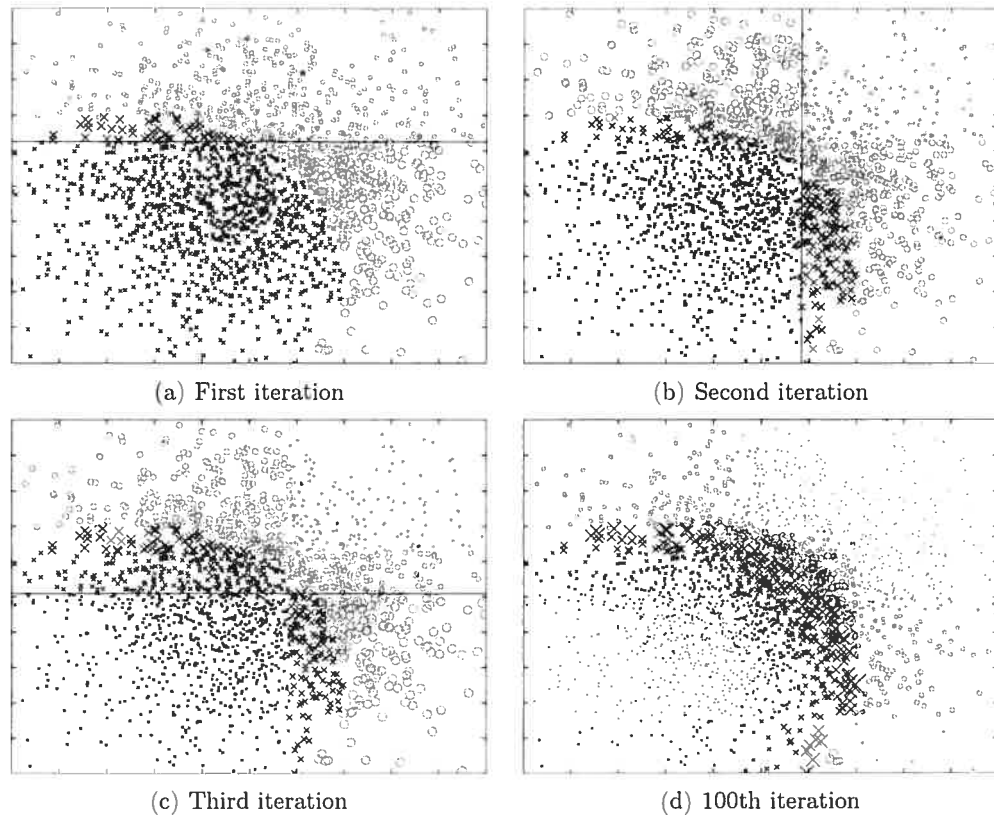 (a) First iteration
(b) Second iteration
(c) Third iteration
(d) 100th iteration